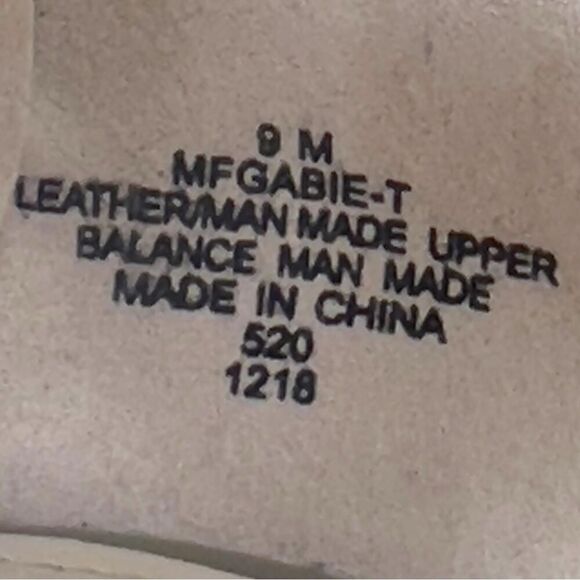 9 M
MFGABIE-T
LEATHER/MAN MADE UPPER
BALANCE MAN MADE
MADE IN CHINA
520
1218